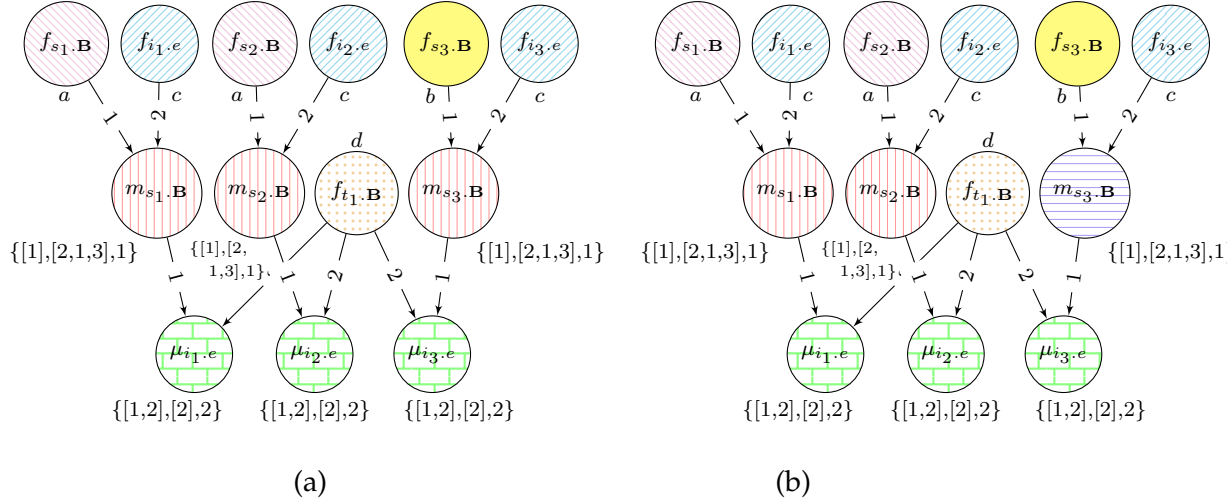 f_{s_1.B} f_{i_1.e} f_{s_2.B} f_{i_2.e} f_{s_3.B} f_{i_3.e}
a c a c b c
1 2 1 2 1 2
d
m_{s_1.B} m_{s_2.B} f_{t_1.B} m_{s_3.B}
{[1],[2,1,3],1} {[1],[2, {[1],[2,1,3],1}
1,3],1}
1 1 2 2 1
μ_{i_1.e} μ_{i_2.e} μ_{i_3.e}
{[1,2],[2],2} {[1,2],[2],2} {[1,2],[2],2}
(a)
f_{s_1.B} f_{i_1.e} f_{s_2.B} f_{i_2.e} f_{s_3.B} f_{i_3.e}
a c a c b c
1 2 1 2 1 2
d
m_{s_1.B} m_{s_2.B} f_{t_1.B} m_{s_3.B}
{[1],[2,1,3],1} {[1],[2, {[1],[2,1,3],1
1,3],1}
1 1 2 2 1
μ_{i_1.e} μ_{i_2.e} μ_{i_3.e}
{[1,2],[2],2} {[1,2],[2],2} {[1,2],[2],2}
(b)